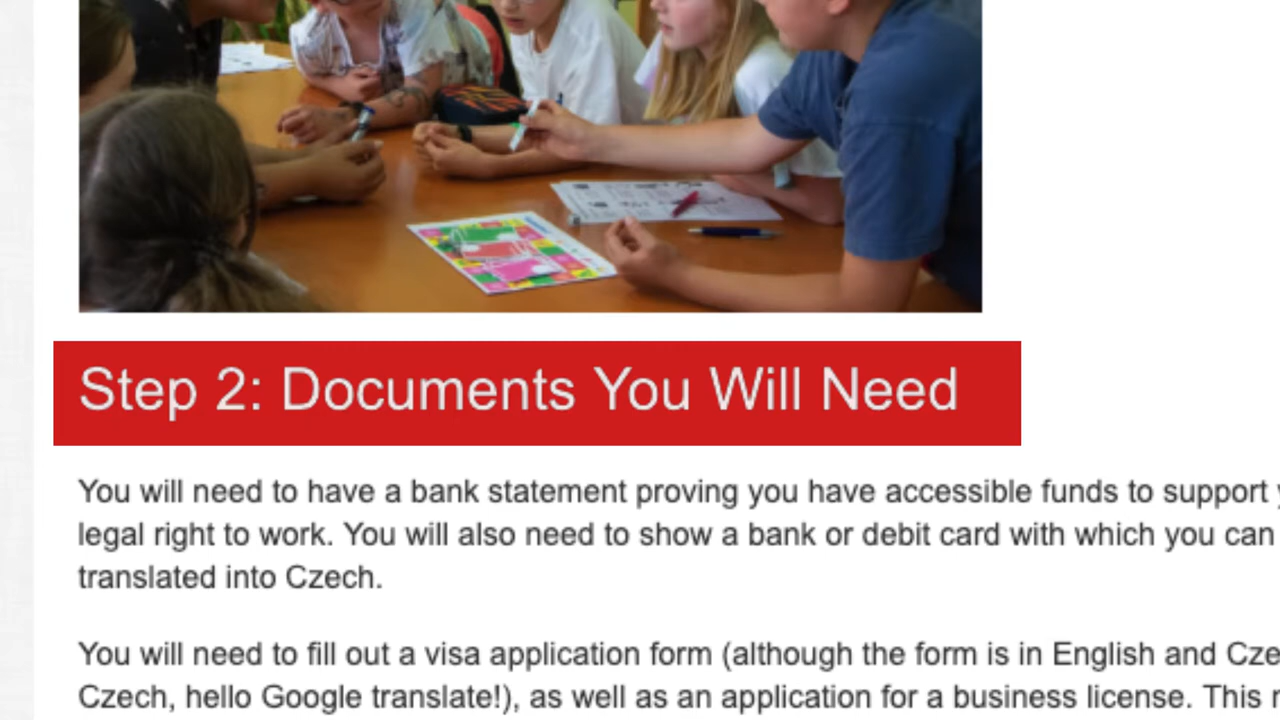 Step 2: Documents You Will Need
You will need to have a bank statement proving you have accessible funds to support
legal right to work. You will also need to show a bank or debit card with which you can
translated into Czech.
You will need to fill out a visa application form (although the form is in English and
Czech, hello Google translate!), as well as an application for a business license. This